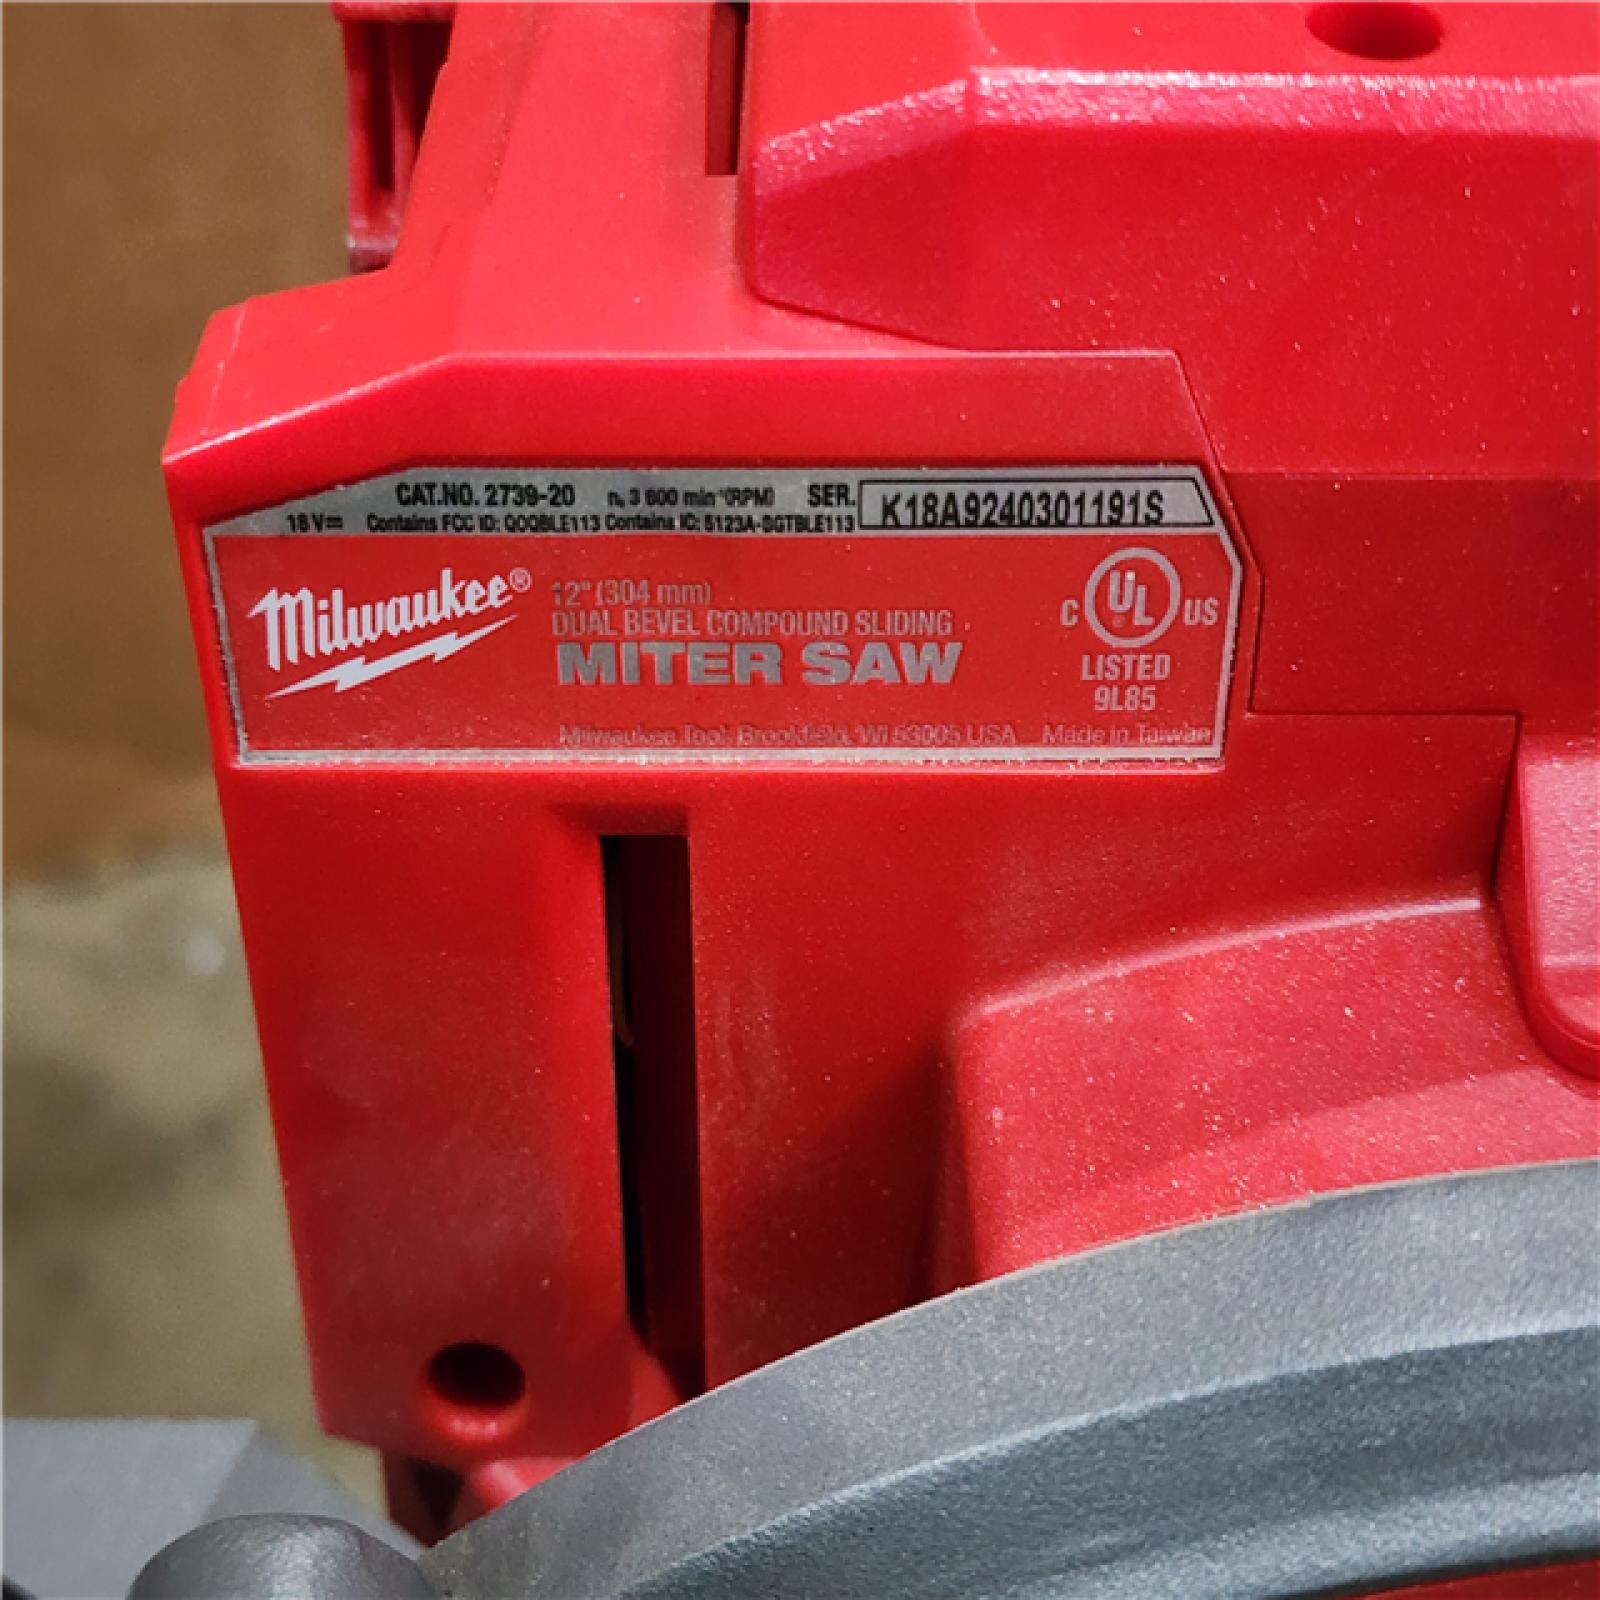 CAT.NO. 2739-20 n₀ 3 600 min⁻¹(RPM) SER. K18A9240301191S
18 V⎓ Contains FCC ID: QOQBLE113 Contains IC: 5123A-BGTBLE113
Milwaukee®
12" (304 mm)
DUAL BEVEL COMPOUND SLIDING
MITER SAW
C UL US
LISTED
9L85
Milwaukee Tool, Brookfield, WI 53005 USA Made in Taiwan